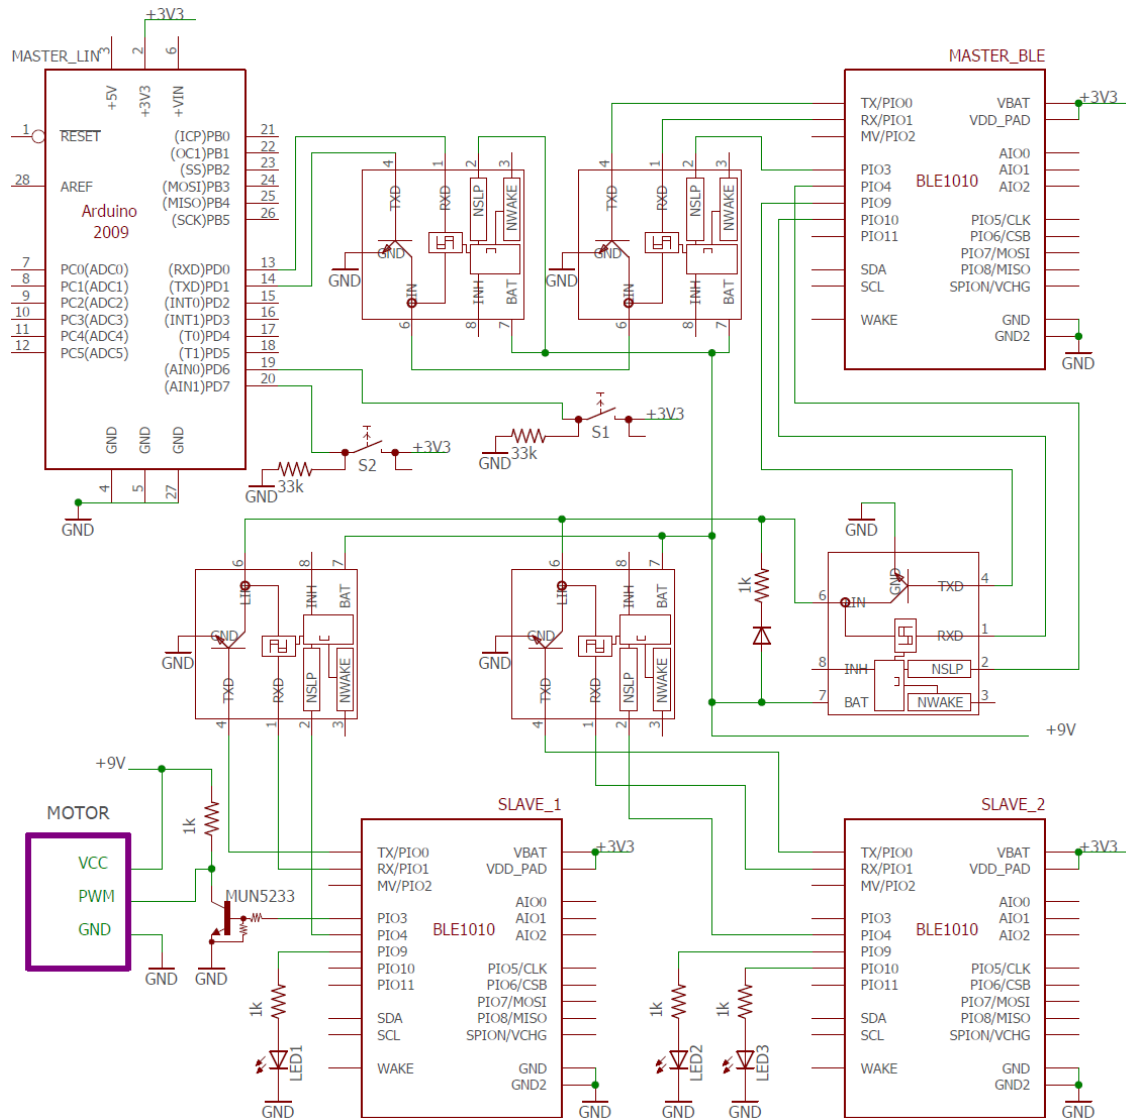 +3V3
MASTER_LIN
3
2
6
+5V
+3V3
+VIN
1
RESET
28
AREF
Arduino
2009
7 PC0(ADC0)
8 PC1(ADC1)
9 PC2(ADC2)
10 PC3(ADC3)
11 PC4(ADC4)
12 PC5(ADC5)
(ICP)PB0 21
(OC1)PB1 22
(SS)PB2 23
(MOSI)PB3 24
(MISO)PB4 25
(SCK)PB5 26
(RXD)PD0 13
(TXD)PD1 14
(INT0)PD2 15
(INT1)PD3 16
(T0)PD4 17
(T1)PD5 18
(AIN0)PD6 19
(AIN1)PD7 20
GND GND GND
4 5 27
GND
4 1 2 3
TXD RXD NSLP NWAKE
GND
GND
LIN INH BAT
6 8 7
4 1 2 3
TXD RXD NSLP NWAKE
GND
GND
LIN INH BAT
6 8 7
MASTER_BLE
TX/PIO0
RX/PIO1
MV/PIO2
PIO3
PIO4
PIO9
PIO10
PIO11
SDA
SCL
WAKE
BLE1010
VBAT
VDD_PAD
AIO0
AIO1
AIO2
PIO5/CLK
PIO6/CSB
PIO7/MOSI
PIO8/MISO
SPION/VCHG
GND
GND2
+3V3
GND
S1
+3V3
33k
GND
S2
+3V3
33k
GND
6 8 7
LIN INH BAT
GND
GND
TXD RXD NSLP NWAKE
4 1 2 3
6 8 7
LIN INH BAT
GND
GND
TXD RXD NSLP NWAKE
4 1 2 3
1k
GND
GND
TXD 4
6 LIN
RXD 1
8 INH
NSLP 2
7 BAT
NWAKE 3
+9V
+9V
MOTOR
VCC
PWM
GND
GND
1k
MUN5233
GND
SLAVE_1
TX/PIO0
RX/PIO1
MV/PIO2
PIO3
PIO4
PIO9
PIO10
PIO11
SDA
SCL
WAKE
BLE1010
VBAT
VDD_PAD
AIO0
AIO1
AIO2
PIO5/CLK
PIO6/CSB
PIO7/MOSI
PIO8/MISO
SPION/VCHG
GND
GND2
+3V3
GND
1k
LED1
GND
SLAVE_2
TX/PIO0
RX/PIO1
MV/PIO2
PIO3
PIO4
PIO9
PIO10
PIO11
SDA
SCL
WAKE
BLE1010
VBAT
VDD_PAD
AIO0
AIO1
AIO2
PIO5/CLK
PIO6/CSB
PIO7/MOSI
PIO8/MISO
SPION/VCHG
GND
GND2
+3V3
GND
1k
LED2
GND
1k
LED3
GND